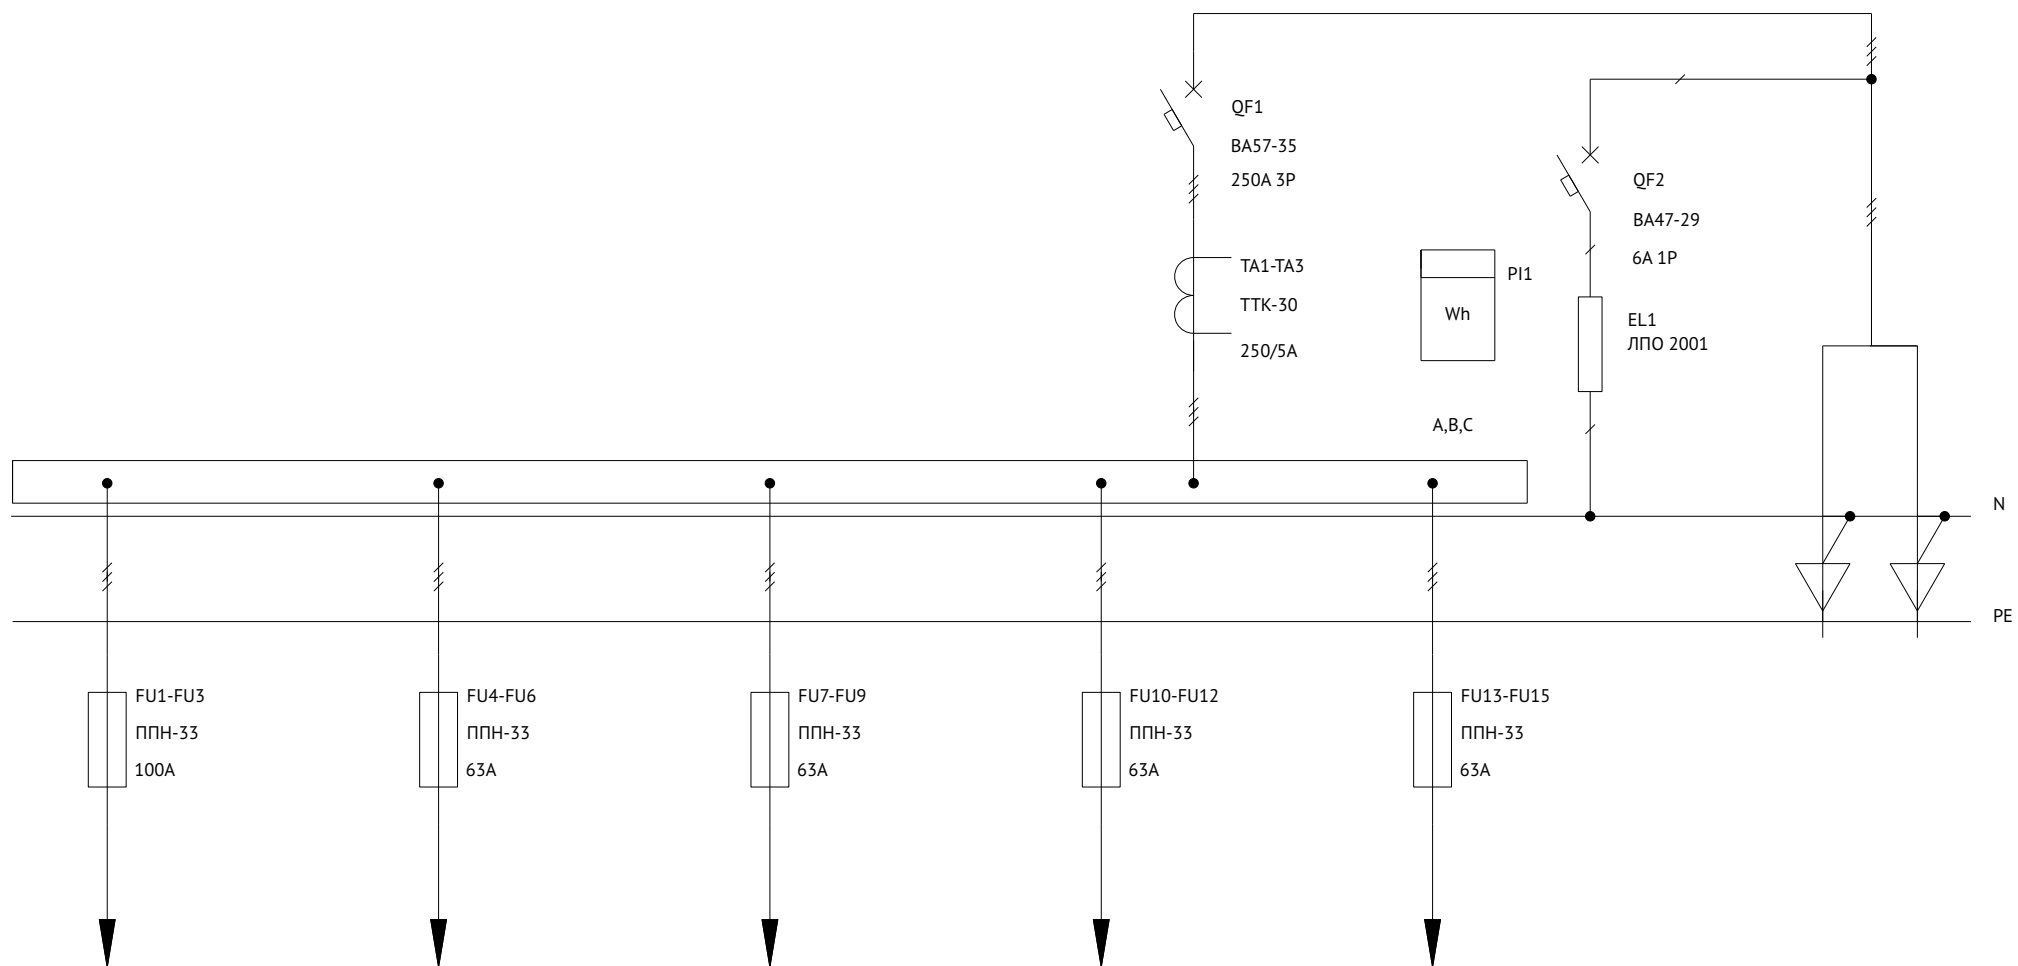 QF1
ВА57-35
250А 3Р
QF2
ВА47-29
6А 1Р
ТА1-ТА3
ТТК-30
250/5А
PI1
Wh
EL1
ЛПО 2001
А,В,С
N
PE
FU1-FU3
ППН-33
100А
FU4-FU6
ППН-33
63А
FU7-FU9
ППН-33
63А
FU10-FU12
ППН-33
63А
FU13-FU15
ППН-33
63А